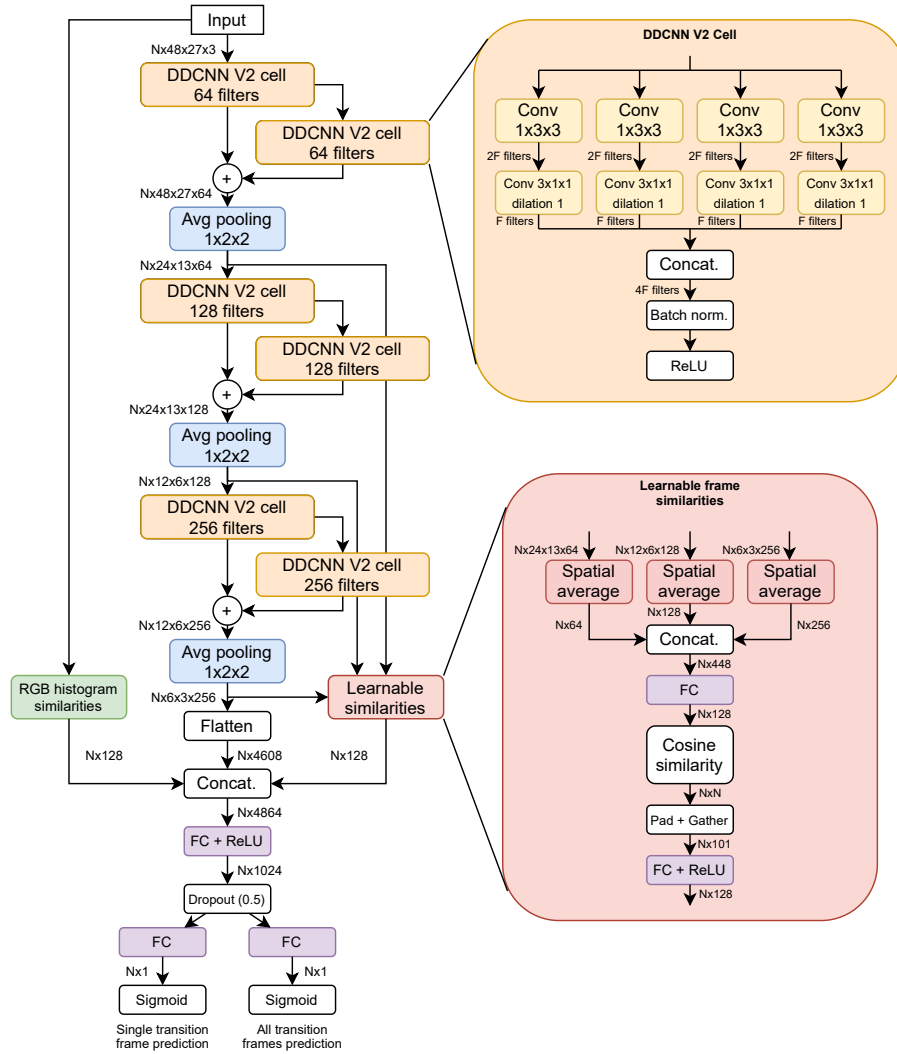 Input
Nx48x27x3
DDCNN V2 cell
64 filters
DDCNN V2 cell
64 filters
+
Nx48x27x64
Avg pooling
1x2x2
Nx24x13x64
DDCNN V2 cell
128 filters
DDCNN V2 cell
128 filters
+
Nx24x13x128
Avg pooling
1x2x2
Nx12x6x128
DDCNN V2 cell
256 filters
DDCNN V2 cell
256 filters
+
Nx12x6x256
Avg pooling
1x2x2
Nx6x3x256
RGB histogram
similarities
Learnable
similarities
Flatten
Nx128
Nx4608
Nx128
Concat.
Nx4864
FC + ReLU
Nx1024
Dropout (0.5)
FC
FC
Nx1
Nx1
Sigmoid
Sigmoid
Single transition
frame prediction
All transition
frames prediction
DDCNN V2 Cell
Conv
1x3x3
Conv
1x3x3
Conv
1x3x3
Conv
1x3x3
2F filters
2F filters
2F filters
2F filters
Conv 3x1x1
dilation 1
Conv 3x1x1
dilation 1
Conv 3x1x1
dilation 1
Conv 3x1x1
dilation 1
F filters
F filters
F filters
F filters
Concat.
4F filters
Batch norm.
ReLU
Learnable frame
similarities
Nx24x13x64
Nx12x6x128
Nx6x3x256
Spatial
average
Spatial
average
Spatial
average
Nx64
Nx128
Nx256
Concat.
Nx448
FC
Nx128
Cosine
similarity
NxN
Pad + Gather
Nx101
FC + ReLU
Nx128